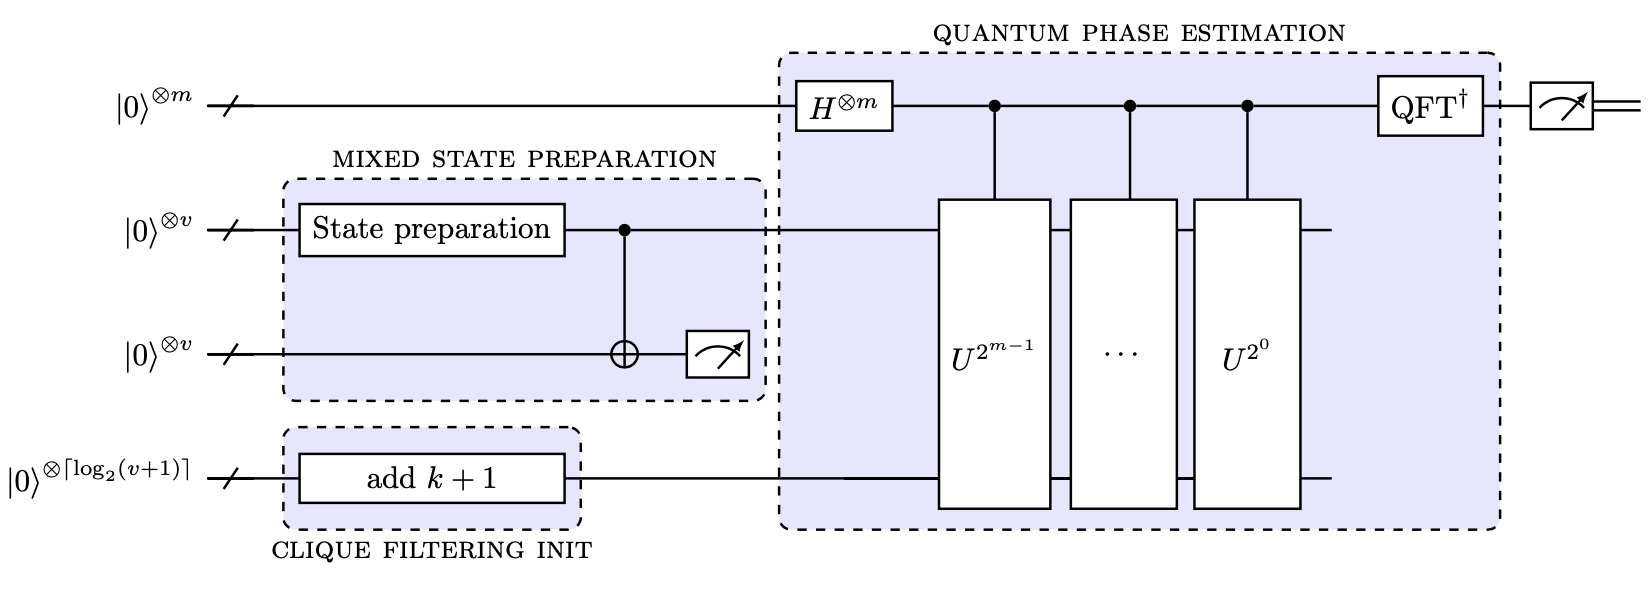 QUANTUM PHASE ESTIMATION
|0⟩^{⊗m}
H^{⊗m}
QFT^†
MIXED STATE PREPARATION
|0⟩^{⊗v}
State preparation
|0⟩^{⊗v}
U^{2^{m−1}}
···
U^{2^0}
|0⟩^{⊗⌈log_2(v+1)⌉}
add k + 1
CLIQUE FILTERING INIT